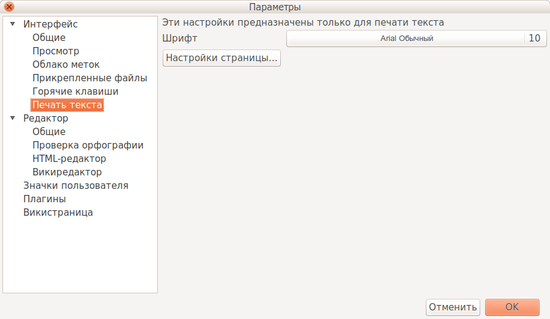 Параметры
Интерфейс
Общие
Просмотр
Облако меток
Прикрепленные файлы
Горячие клавиши
Печать текста
Редактор
Общие
Проверка орфографии
HTML-редактор
Викиредактор
Значки пользователя
Плагины
Викистраница
Эти настройки предназначены только для печати текста
Шрифт Arial Обычный 10
Настройки страницы...
Отменить OK